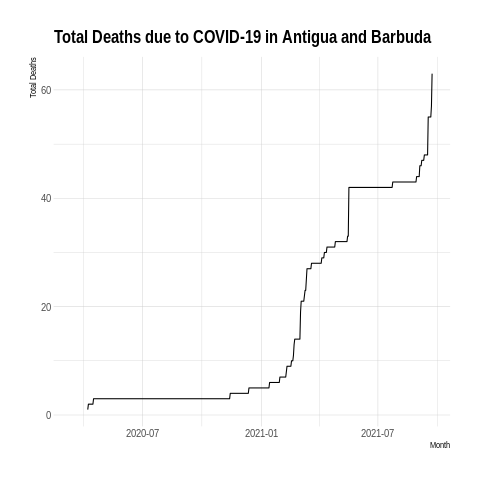 Total Deaths due to COVID-19 in Antigua and Barbuda
Total Deaths
60
40
20
0
2020-07
2021-01
2021-07
Month